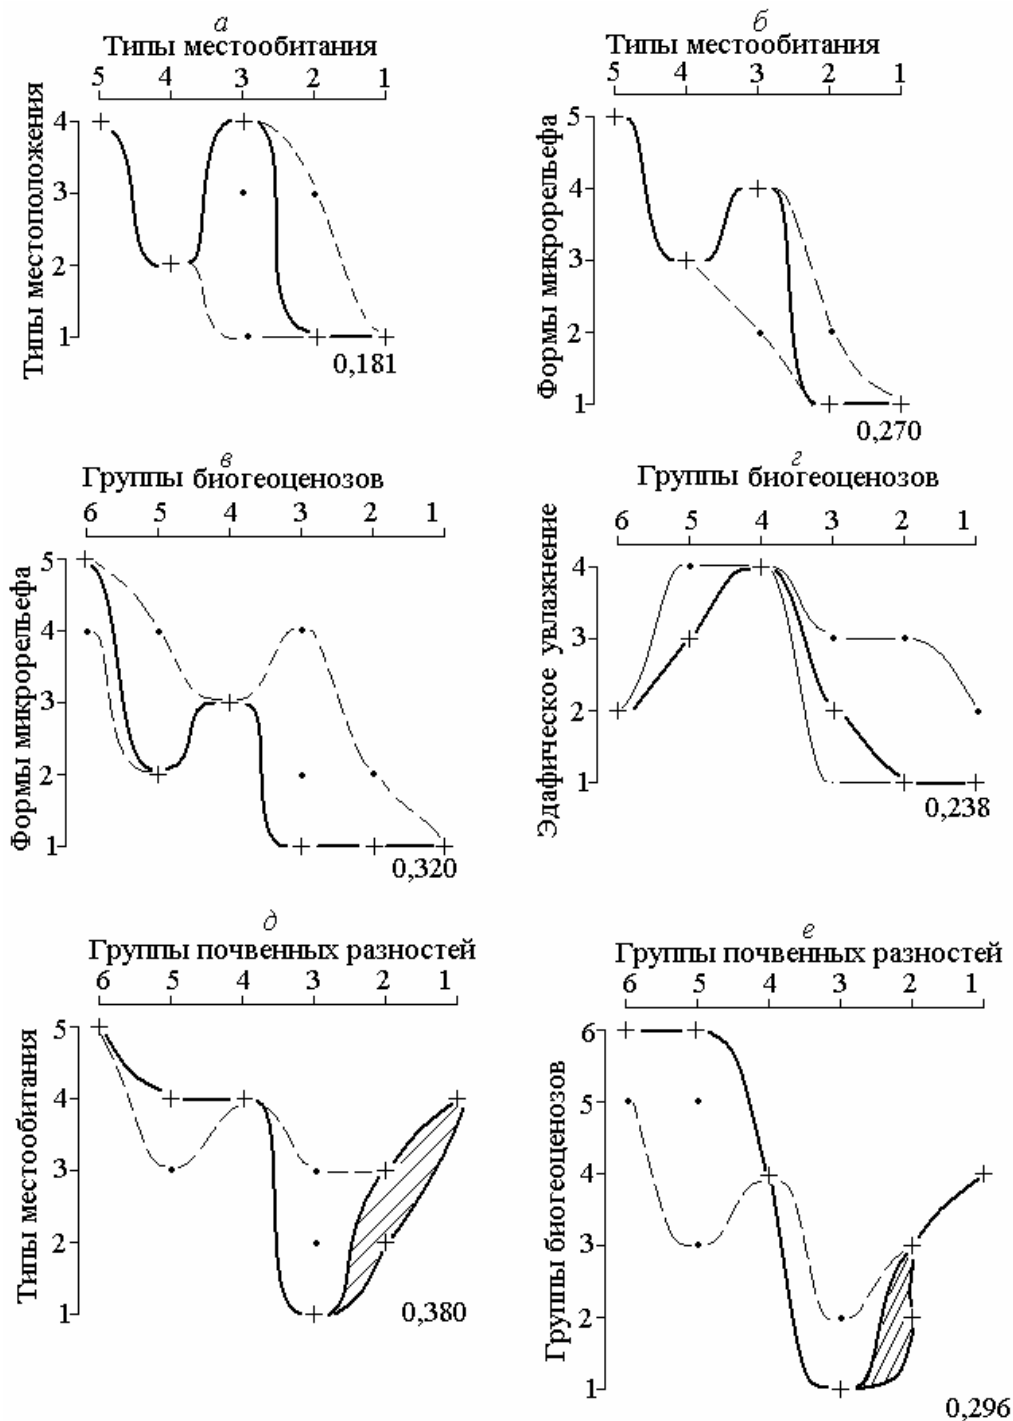 а
Типы местообитания
5 4 3 2 1
Типы местоположения
4
3
2
1
0,181
б
Типы местообитания
5 4 3 2 1
Формы микрорельефа
5
4
3
2
1
0,270
в
Группы биогеоценозов
6 5 4 3 2 1
Формы микрорельефа
5
4
3
2
1
0,320
г
Группы биогеоценозов
6 5 4 3 2 1
Эдафическое увлажнение
4
3
2
1
0,238
д
Группы почвенных разностей
6 5 4 3 2 1
Типы местообитания
5
4
3
2
1
0,380
е
Группы почвенных разностей
6 5 4 3 2 1
Группы биогеоценозов
6
5
4
3
2
1
0,296